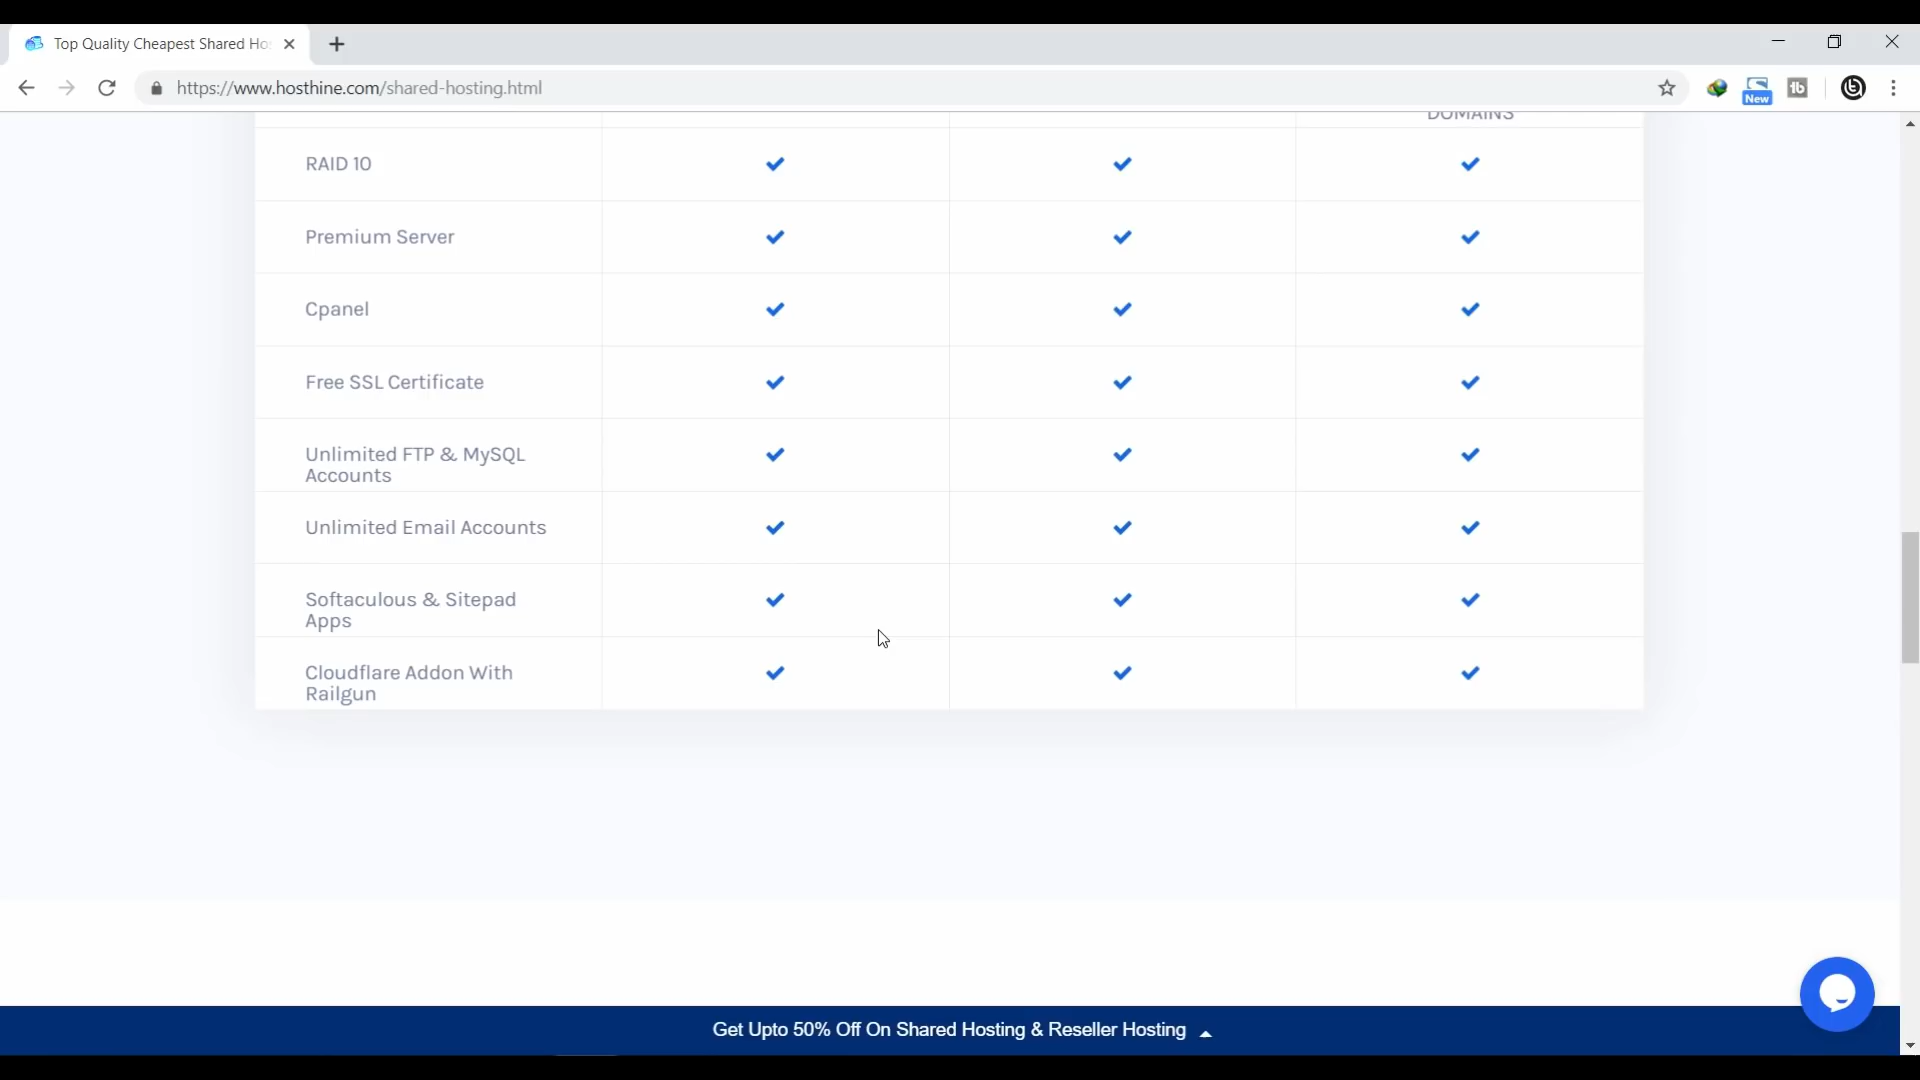 Top Quality Cheapest Shared Ho
https://www.hosthine.com/shared-hosting.html
New
DOMAINS
RAID 10
Premium Server
Cpanel
Free SSL Certificate
Unlimited FTP & MySQL
Accounts
Unlimited Email Accounts
Softaculous & Sitepad
Apps
Cloudflare Addon With
Railgun
Get Upto 50% Off On Shared Hosting & Reseller Hosting